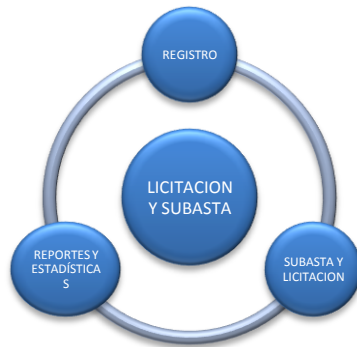 REGISTRO
LICITACION
Y SUBASTA
REPORTES Y
ESTADÍSTICA
S
SUBASTA Y
LICITACION